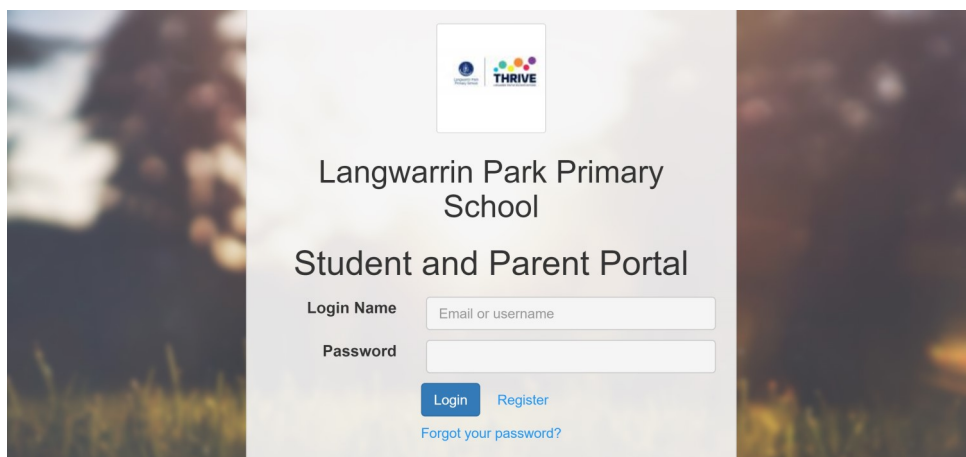 THRIVE
Langwarrin Park Primary
School
Student and Parent Portal
Login Name
Email or username
Password
Login Register
Forgot your password?